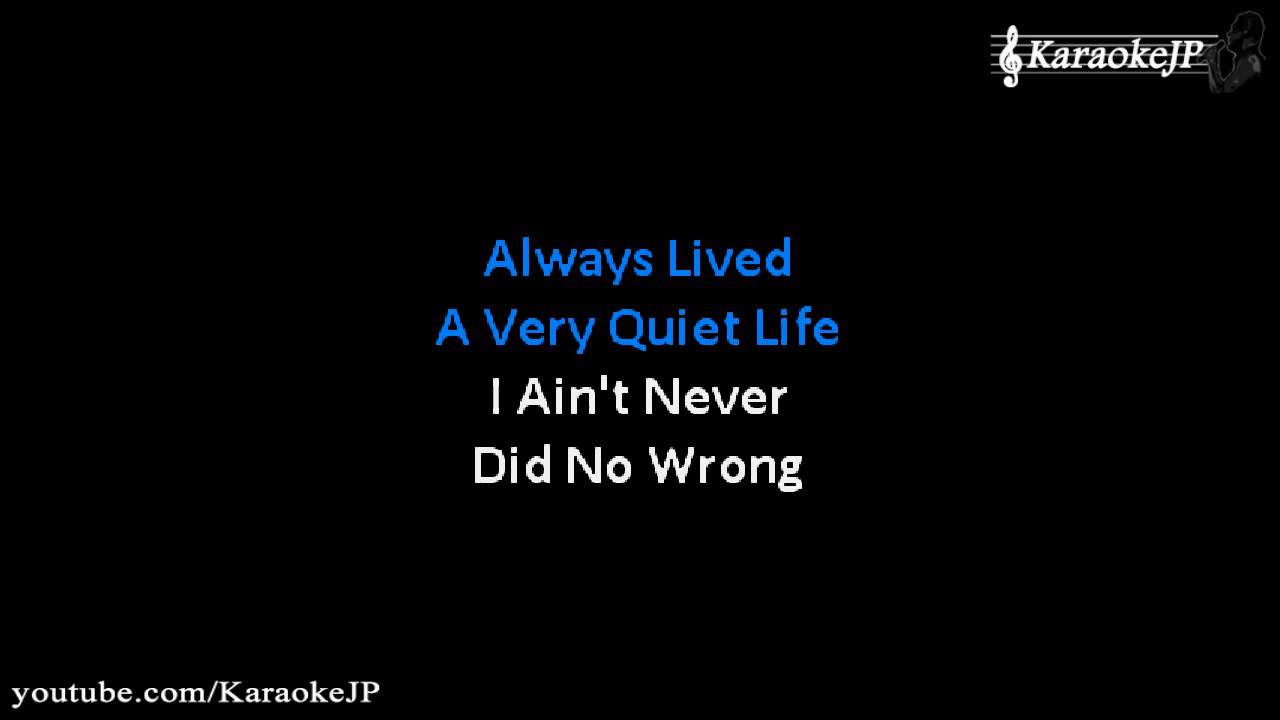 KaraokeJP
Always Lived
A Very Quiet Life
I Ain't Never
Did No Wrong
youtube.com/KaraokeJP